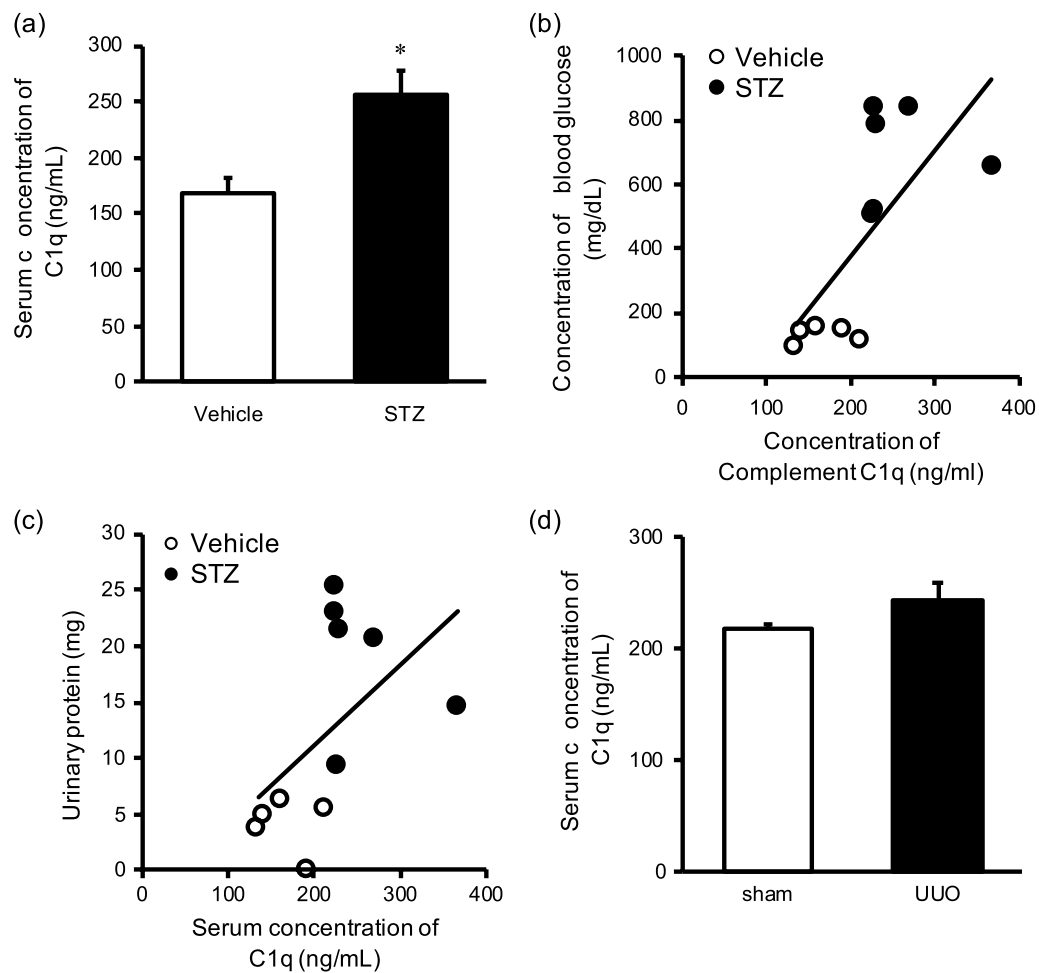 (a)
300
250
200
150
100
50
0
Serum c oncentration of
C1q (ng/mL)
*
Vehicle
STZ
(b)
1000
800
600
400
200
0
Concentration of blood glucose
(mg/dL)
Vehicle
STZ
0
100
200
300
400
Concentration of
Complement C1q (ng/ml)
(c)
30
25
20
15
10
5
0
Urinary protein (mg)
Vehicle
STZ
0
100
200
300
400
Serum concentration of
C1q (ng/mL)
(d)
300
200
100
0
Serum c oncentration of
C1q (ng/mL)
sham
UUO